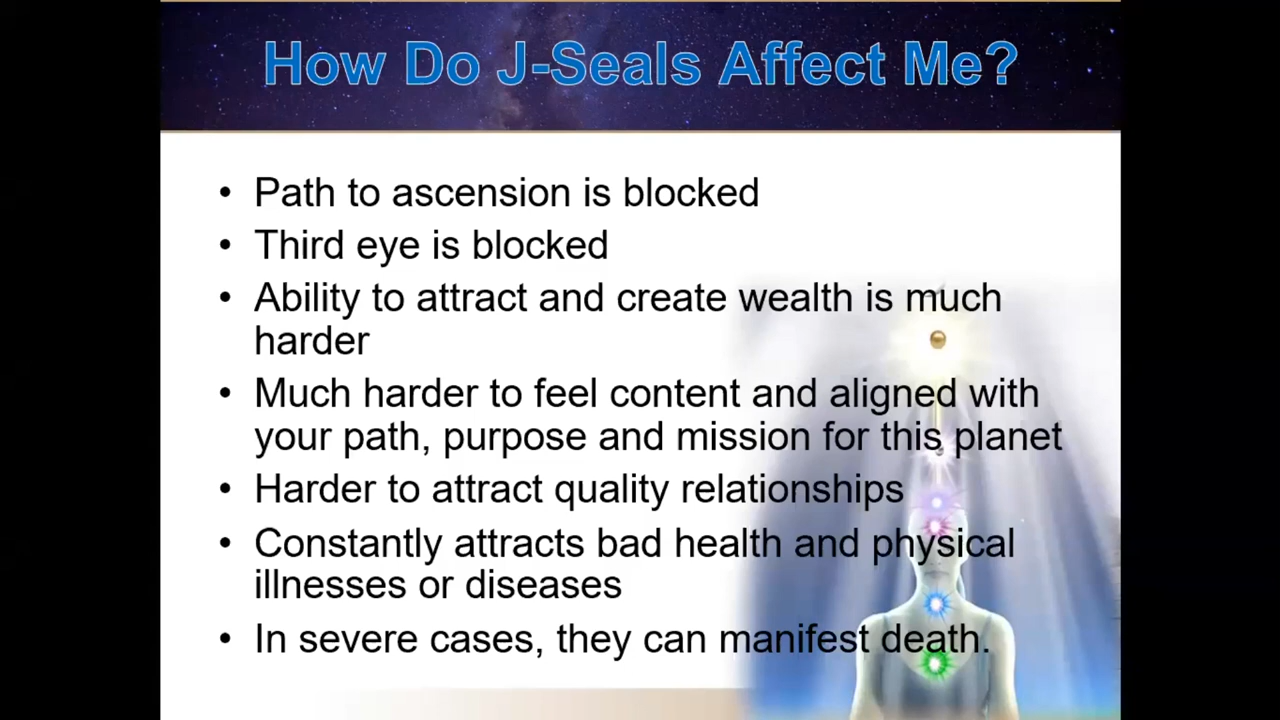 How Do J-Seals Affect Me?
• Path to ascension is blocked
• Third eye is blocked
• Ability to attract and create wealth is much
harder
• Much harder to feel content and aligned with
your path, purpose and mission for this planet
• Harder to attract quality relationships
• Constantly attracts bad health and physical
illnesses or diseases
• In severe cases, they can manifest death.